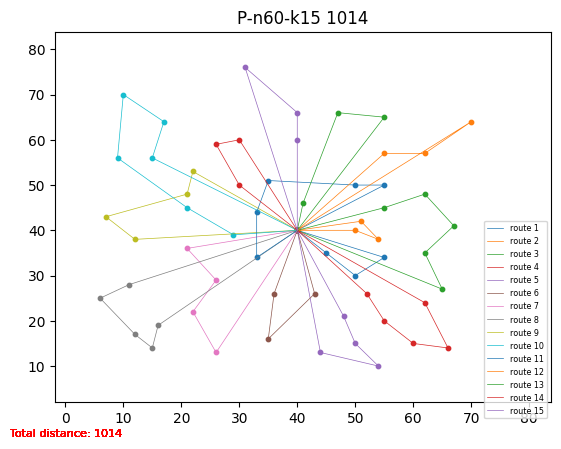 P-n60-k15 1014
80
70
60
50
40
30
20
10
0 10 20 30 40 50 60 70 80
route 1
route 2
route 3
route 4
route 5
route 6
route 7
route 8
route 9
route 10
route 11
route 12
route 13
route 14
route 15
Total distance: 1014